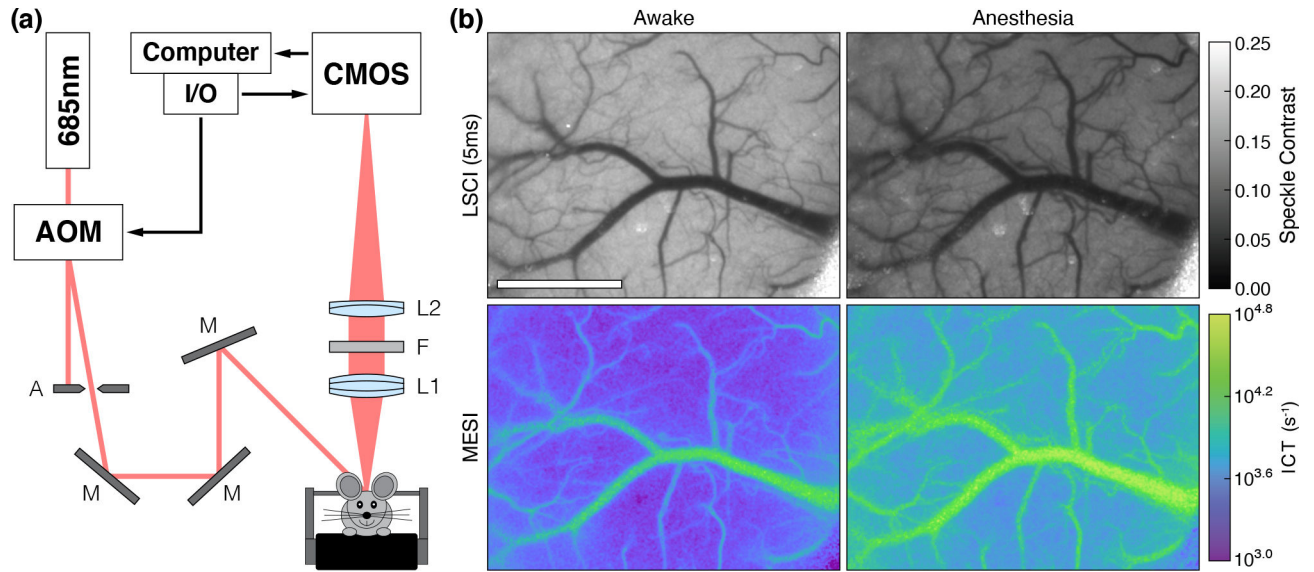 (a)
685nm
Computer
I/O
CMOS
AOM
L2
F
L1
M
A
M
M
(b)
Awake
Anesthesia
LSCI (5ms)
MESI
0.25
0.20
0.15
0.10
0.05
0.00
Speckle Contrast
10^4.8
10^4.2
10^3.6
10^3.0
ICT (s⁻¹)